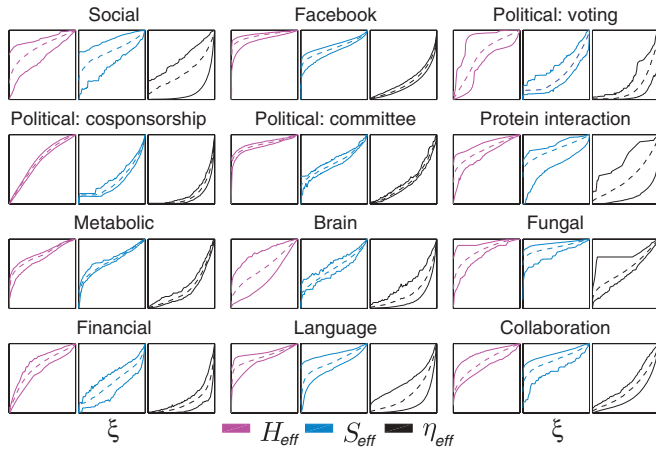 Social Facebook Political: voting
Political: cosponsorship Political: committee Protein interaction
Metabolic Brain Fungal
Financial Language Collaboration
ξ H_eff S_eff η_eff ξ